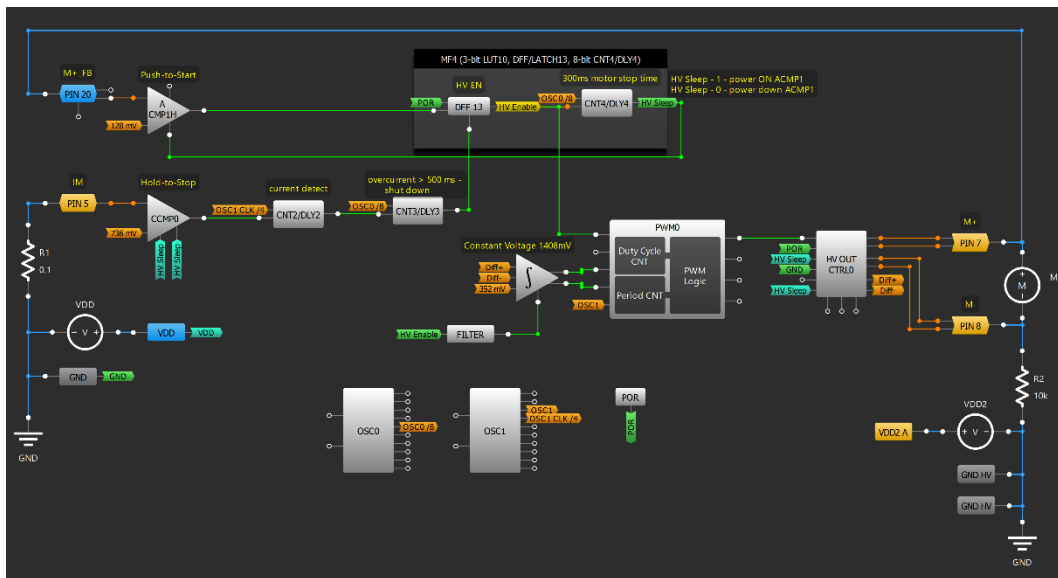 MF4 (3-bit LUT10, DFF/LATCH13, 8-bit CNT4/DLY4)
M+_FB
Push-to-Start
HV EN
300ms motor stop time
HV Sleep - 1 - power ON ACMP1
HV Sleep - 0 - power down ACMP1
PIN 20
A
CMP1H
128 mV
POR
DFF 13
HV Enable
OSC0 /8
CNT4/DLY4
HV Sleep
IM
Hold-to-Stop
current detect
overcurrent > 500 ms -
shut down
PIN 5
CCMP0
736 mV
OSC1 CLK /4
CNT2/DLY2
OSC0 /8
CNT3/DLY3
HV Sleep
HV Sleep
R1
0.1
Constant Voltage 1408mV
Diff+
Diff-
352 mV
∫
PWM0
Duty Cycle
CNT
Period CNT
PWM
Logic
OSC1
POR
HV Sleep
GND
HV Sleep
HV OUT
CTRL0
Diff+
Diff-
M+
PIN 7
M
PIN 8
+
M
-
M
VDD
- V +
VDD
VDD
HV Enable
FILTER
GND
GND
GND
OSC0
OSC0 /8
OSC1
OSC1
OSC1 CLK /4
POR
POR
R2
10k
VDD2
VDD2 A
+ V -
GND HV
GND HV
GND